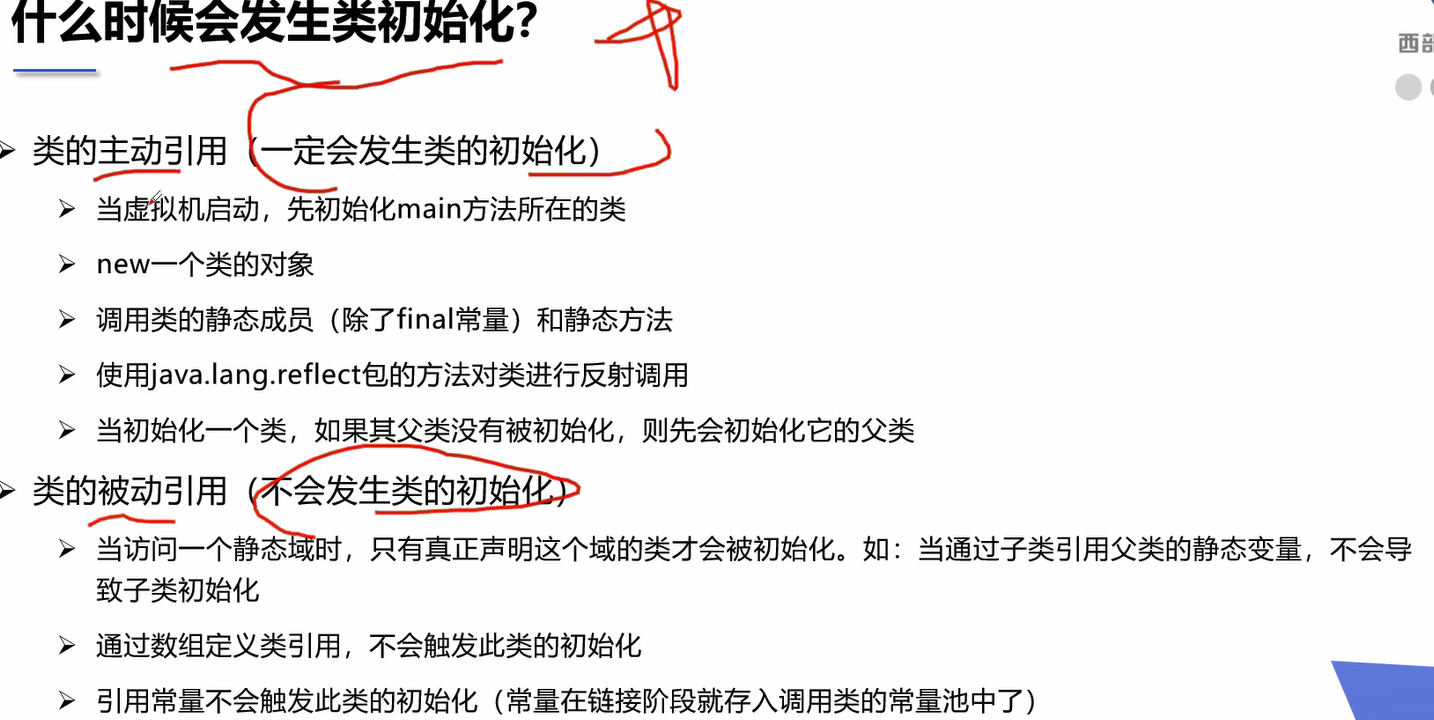 什么时候会发生类初始化?
西部
类的主动引用（一定会发生类的初始化）
当虚拟机启动，先初始化main方法所在的类
new一个类的对象
调用类的静态成员（除了final常量）和静态方法
使用java.lang.reflect包的方法对类进行反射调用
当初始化一个类，如果其父类没有被初始化，则先会初始化它的父类
类的被动引用（不会发生类的初始化）
当访问一个静态域时，只有真正声明这个域的类才会被初始化。如：当通过子类引用父类的静态变量，不会导
致子类初始化
通过数组定义类引用，不会触发此类的初始化
引用常量不会触发此类的初始化（常量在链接阶段就存入调用类的常量池中了）